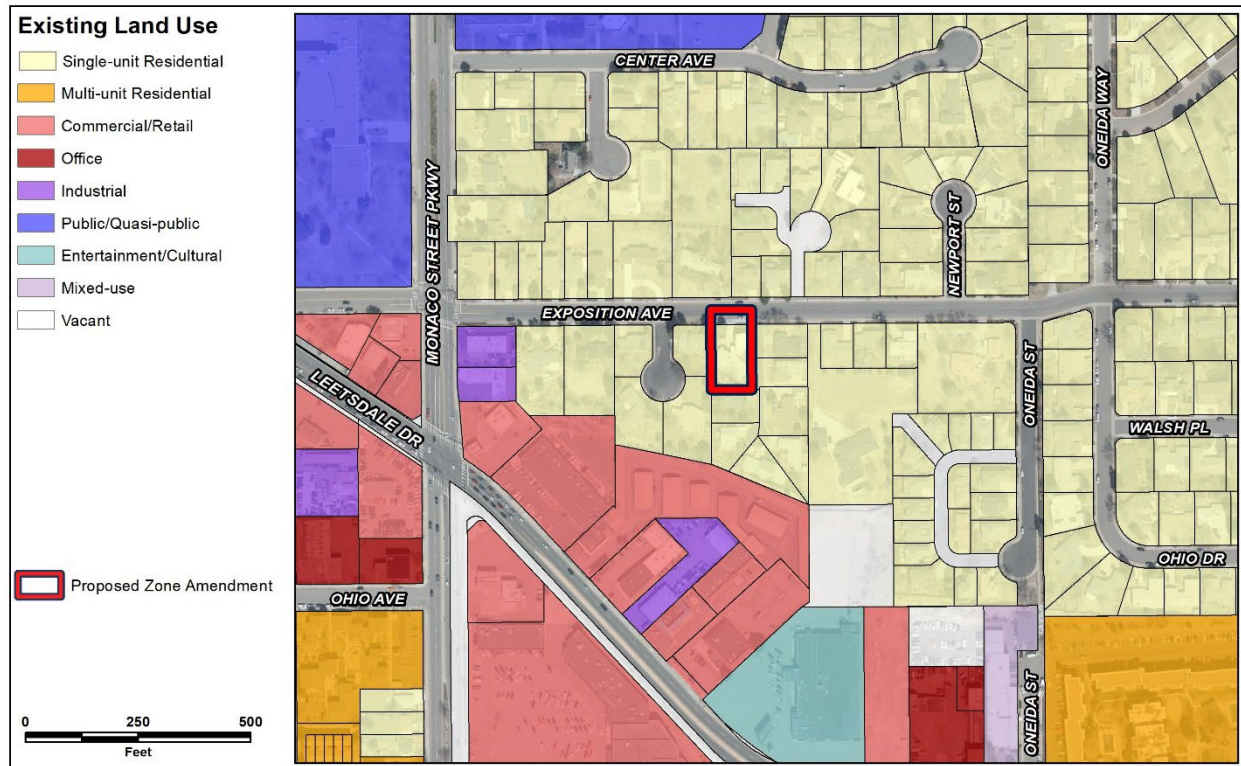 Existing Land Use
Single-unit Residential
Multi-unit Residential
Commercial/Retail
Office
Industrial
Public/Quasi-public
Entertainment/Cultural
Mixed-use
Vacant
Proposed Zone Amendment
0 250 500
Feet
CENTER AVE
MONACO STREET PKWY
ONEIDA WAY
NEWPORT ST
EXPOSITION AVE
LEETSDALE DR
ONEIDA ST
WALSH PL
OHIO DR
OHIO AVE
ONEIDA ST